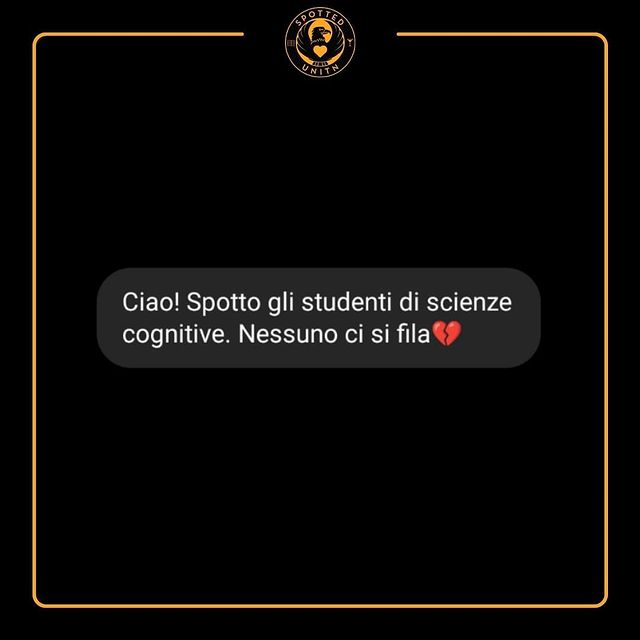 SPOTTED
UNITN
Ciao! Spotto gli studenti di scienze
cognitive. Nessuno ci si fila💔